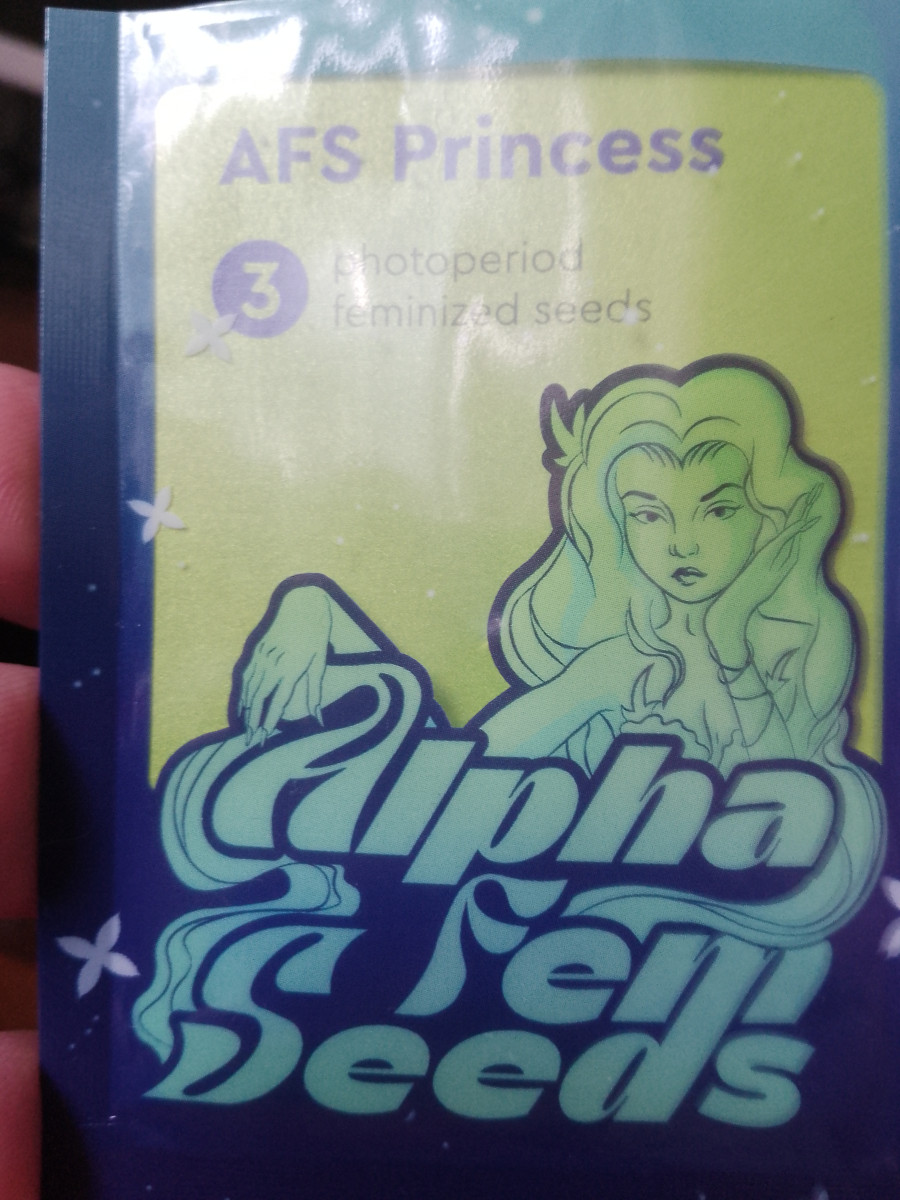 AFS Princess
3 photoperiod
feminized seeds
Alpha
Fem
Seeds